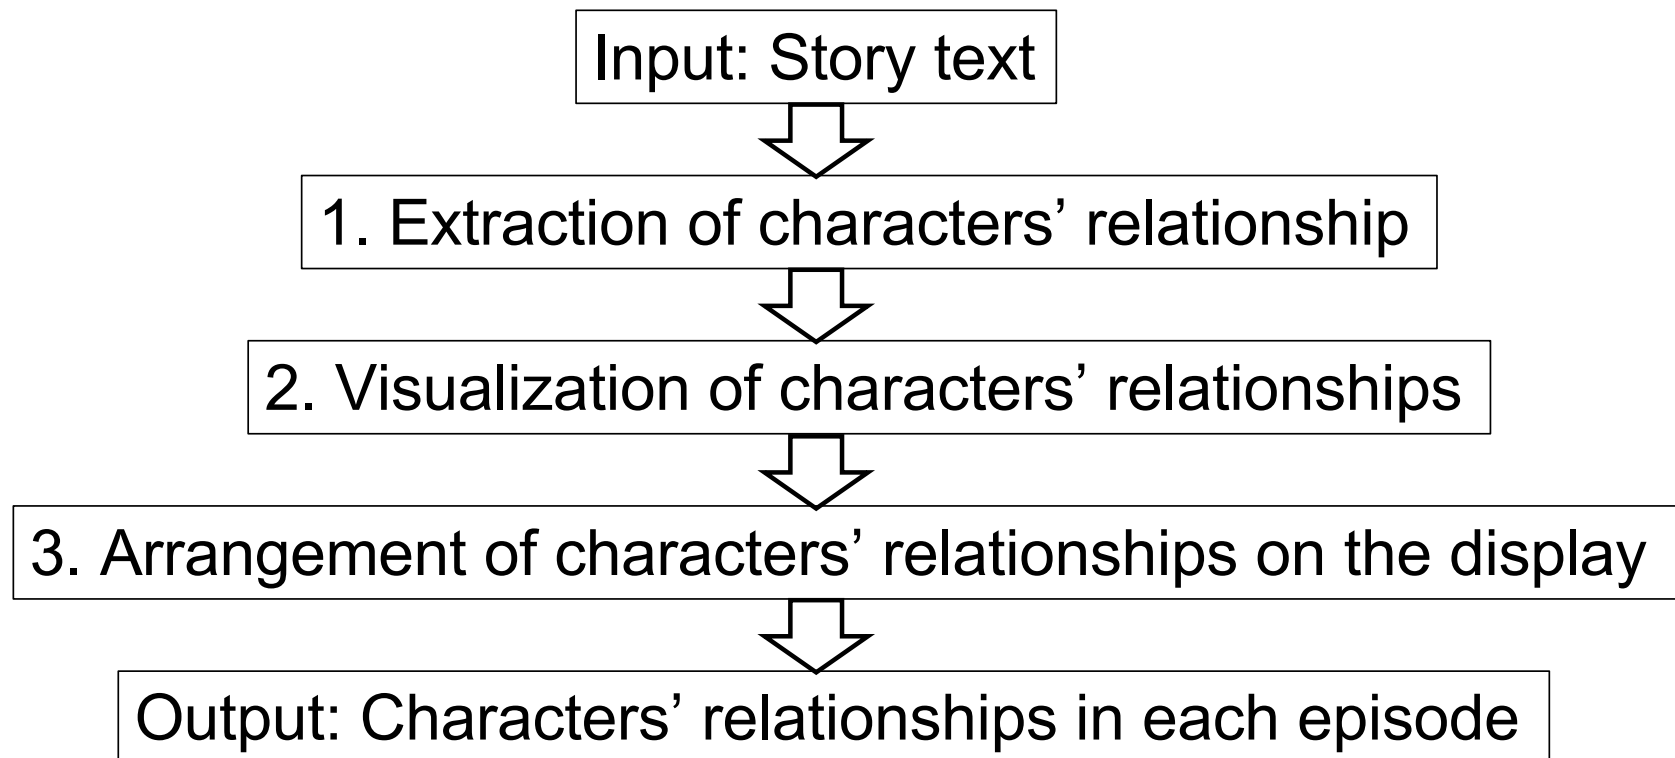 Input: Story text
1. Extraction of characters’ relationship
2. Visualization of characters’ relationships
3. Arrangement of characters’ relationships on the display
Output: Characters’ relationships in each episode